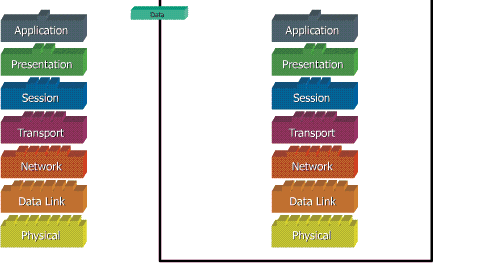 Data
Application
Presentation
Session
Transport
Network
Data Link
Physical
Application
Presentation
Session
Transport
Network
Data Link
Physical